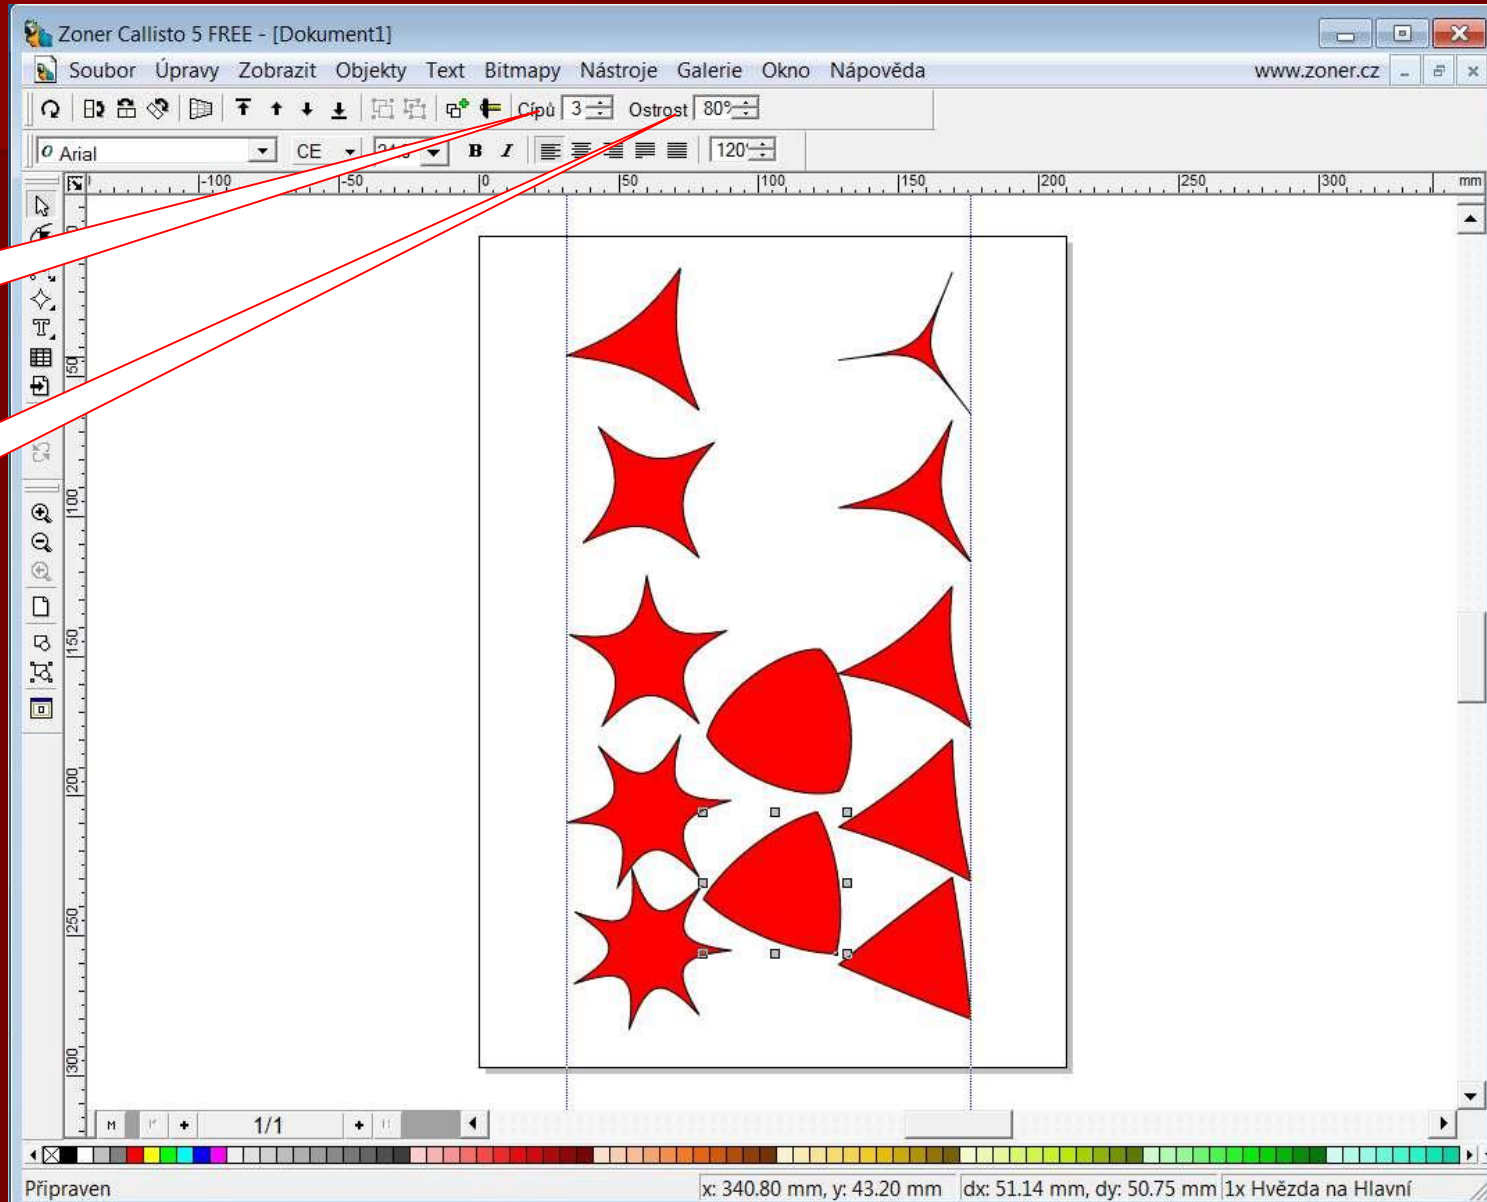 Zoner Callisto 5 FREE - [Dokument1]
Soubor Úpravy Zobrazit Objekty Text Bitmapy Nástroje Galerie Okno Nápověda www.zoner.cz
Cípů 3 Ostrost 80°
O Arial CE B I 120
-100 -50 0 50 100 150 200 250 300 mm
0
50
100
150
200
250
300
1/1
Připraven x: 340.80 mm, y: 43.20 mm dx: 51.14 mm, dy: 50.75 mm 1x Hvězda na Hlavní